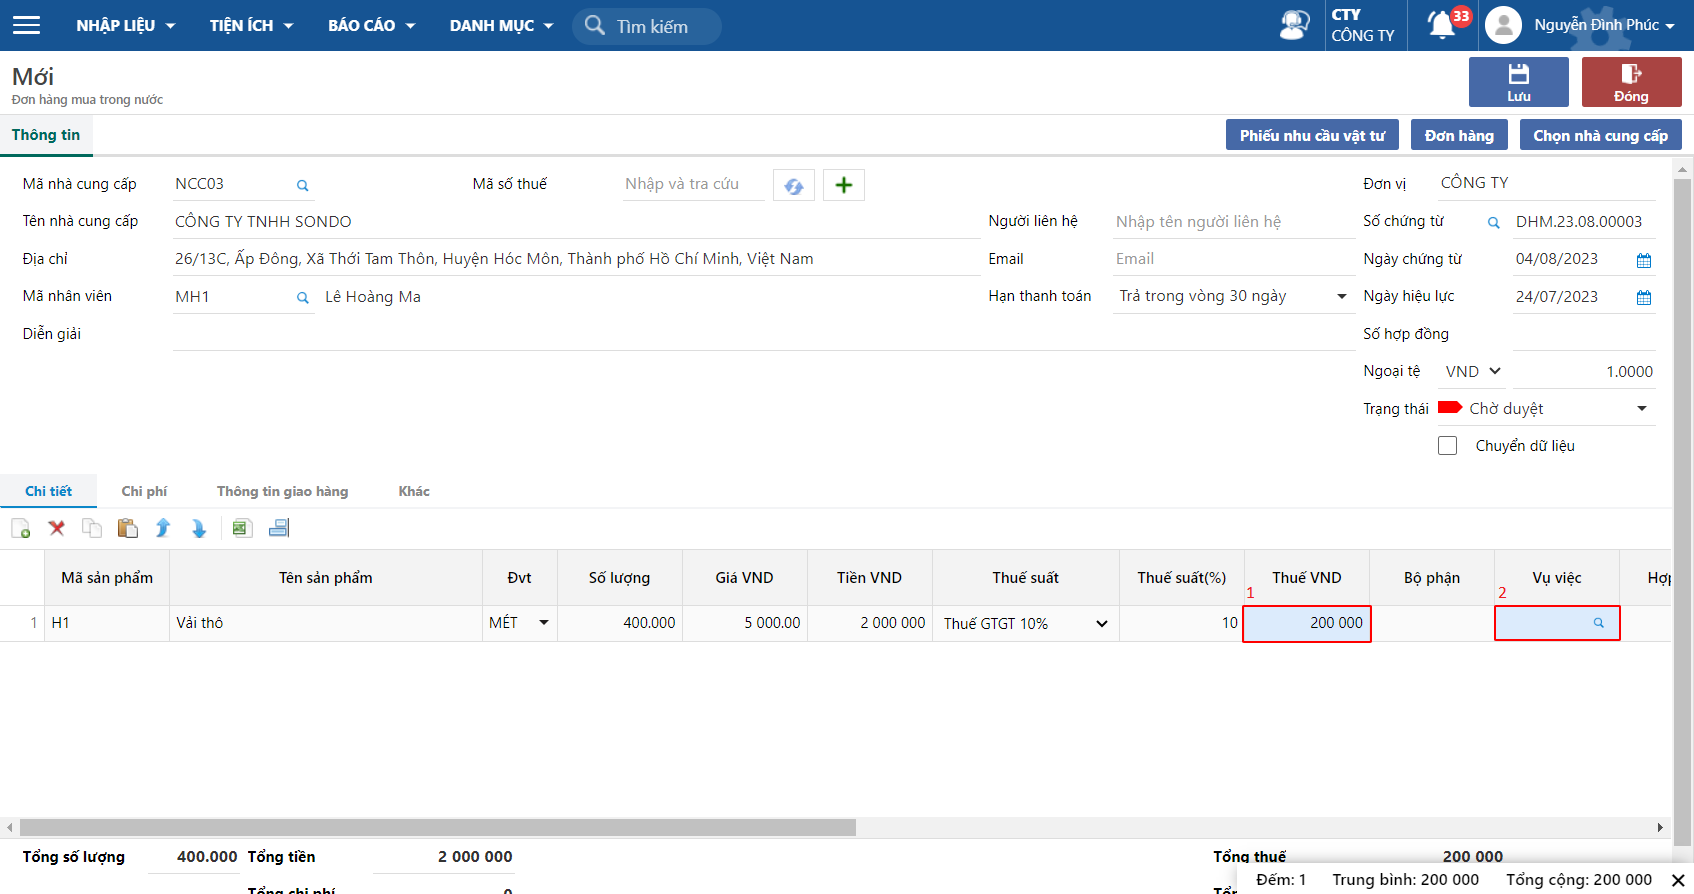 NHẬP LIỆU TIỆN ÍCH BÁO CÁO DANH MỤC Tìm kiếm CTY CÔNG TY 33 Nguyễn Đình Phúc
Mới
Đơn hàng mua trong nước
Lưu Đóng
Thông tin Phiếu nhu cầu vật tư Đơn hàng Chọn nhà cung cấp
Mã nhà cung cấp NCC03 Mã số thuế Nhập và tra cứu Đơn vị CÔNG TY
Tên nhà cung cấp CÔNG TY TNHH SONDO Người liên hệ Nhập tên người liên hệ Số chứng từ DHM.23.08.00003
Địa chỉ 26/13C, Ấp Đông, Xã Thới Tam Thôn, Huyện Hóc Môn, Thành phố Hồ Chí Minh, Việt Nam Email Email Ngày chứng từ 04/08/2023
Mã nhân viên MH1 Lê Hoàng Ma Hạn thanh toán Trả trong vòng 30 ngày Ngày hiệu lực 24/07/2023
Diễn giải Số hợp đồng
Ngoại tệ VND 1.0000
Trạng thái Chờ duyệt
Chuyển dữ liệu
Chi tiết Chi phí Thông tin giao hàng Khác
Mã sản phẩm Tên sản phẩm Đvt Số lượng Giá VND Tiền VND Thuế suất Thuế suất(%) Thuế VND Bộ phận Vụ việc
1 2
1 H1 Vải thô MÉT 400.000 5 000.00 2 000 000 Thuế GTGT 10% 10 200 000
Tổng số lượng 400.000 Tổng tiền 2 000 000 Tổng thuế 200 000
Tổng chi phí 0
Đếm: 1 Trung bình: 200 000 Tổng cộng: 200 000